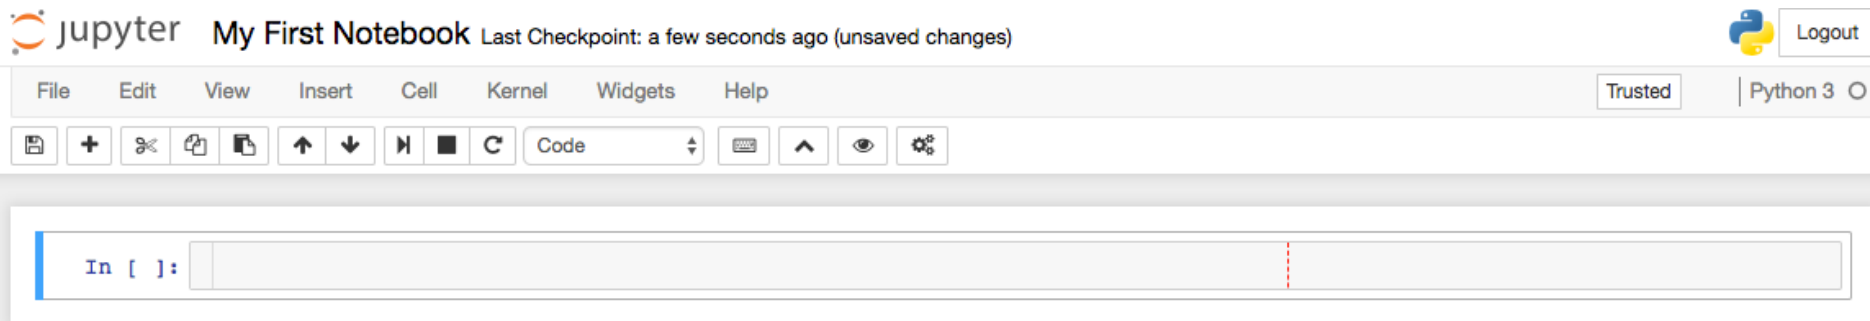 jupyter My First Notebook Last Checkpoint: a few seconds ago (unsaved changes) Logout
File Edit View Insert Cell Kernel Widgets Help Trusted Python 3
Code
In [ ]: